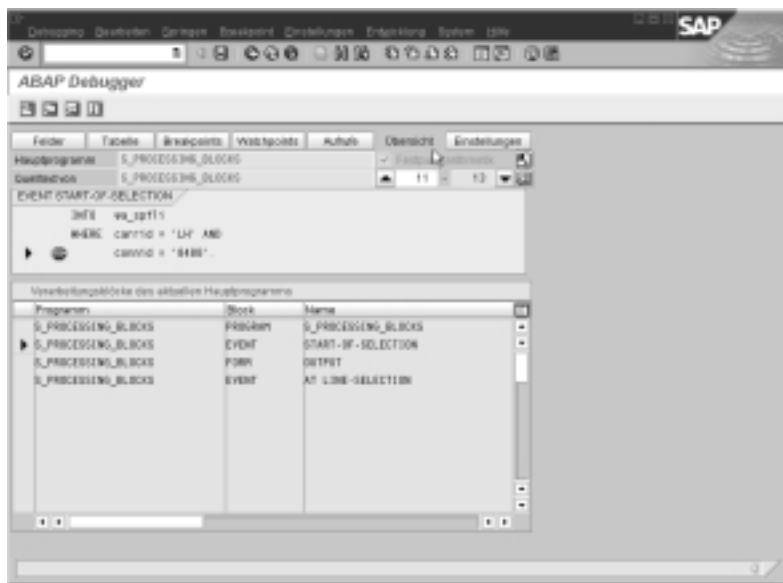 Debugging Bearbeiten Springen Breakpoint Einstellungen Entwicklung System Hilfe
SAP
ABAP Debugger
Felder Tabelle Breakpoints Watchpoints Aufrufe Übersicht Einstellungen
Hauptprogramm S_PROCESSING_BLOCKS
Quelltext von S_PROCESSING_BLOCKS 11 - 13
EVENT START-OF-SELECTION
INTO wa_spfli
WHERE carrid = 'LH' AND
connid = '0400'.
Verarbeitungsblöcke des aktuellen Hauptprogramms
Programm Block Name
S_PROCESSING_BLOCKS PROGRAM S_PROCESSING_BLOCKS
S_PROCESSING_BLOCKS EVENT START-OF-SELECTION
S_PROCESSING_BLOCKS FORM OUTPUT
S_PROCESSING_BLOCKS EVENT AT LINE-SELECTION